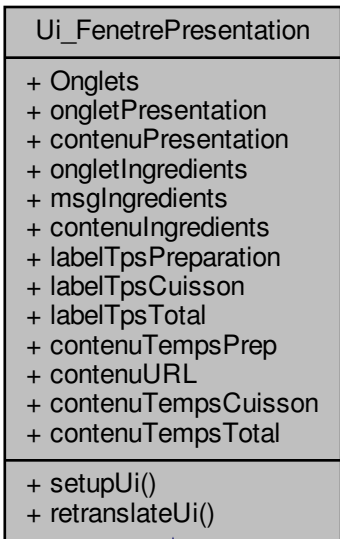 Ui_FenetrePresentation
+ Onglets
+ ongletPresentation
+ contenuPresentation
+ ongletIngredients
+ msgIngredients
+ contenuIngredients
+ labelTpsPreparation
+ labelTpsCuisson
+ labelTpsTotal
+ contenuTempsPrep
+ contenuURL
+ contenuTempsCuisson
+ contenuTempsTotal
+ setupUi()
+ retranslateUi()